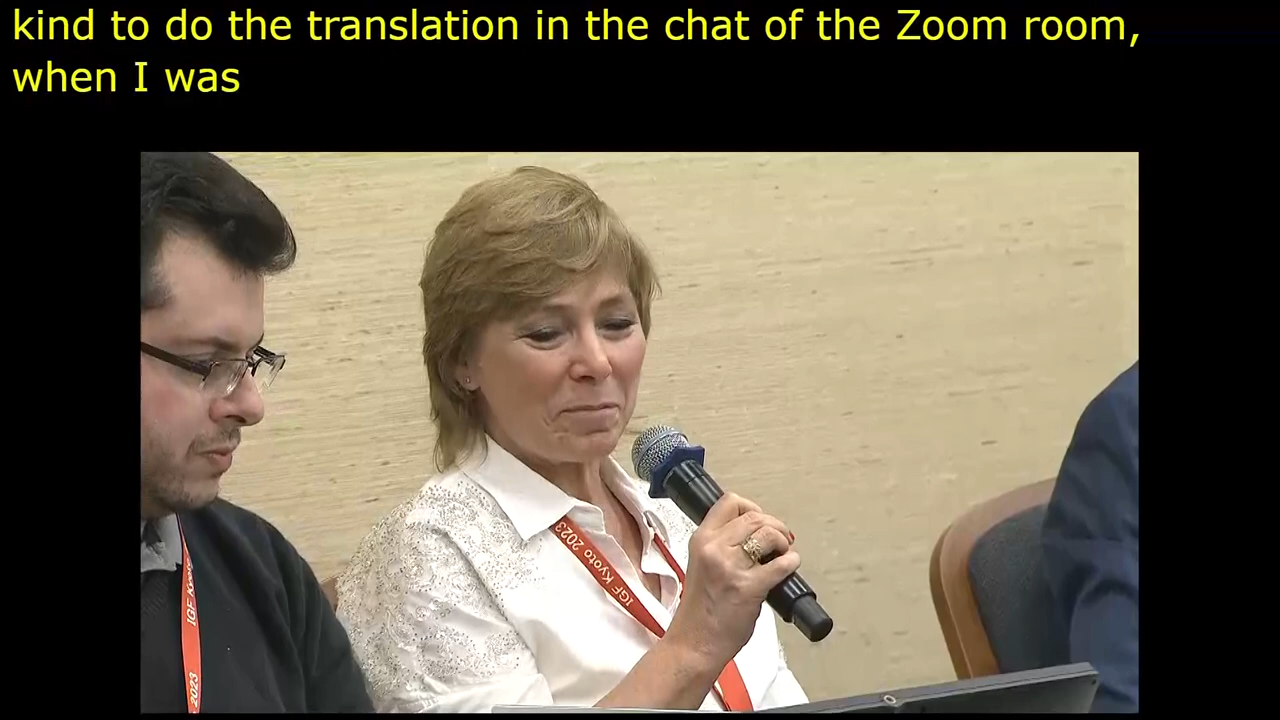 kind to do the translation in the chat of the Zoom room,
when I was
IGF Kyoto 2023
IGF Kyoto
2023